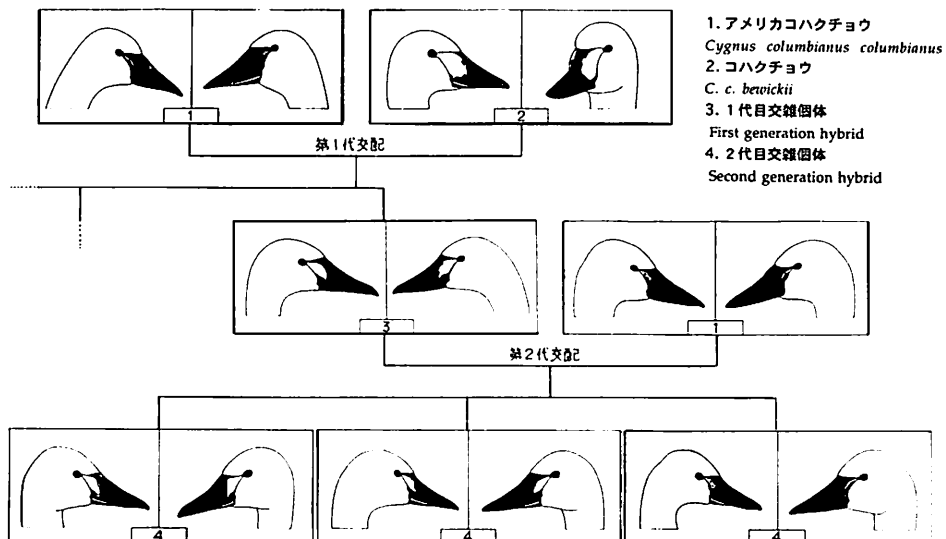 1. アメリカコハクチョウ
Cygnus columbianus columbianus
2. コハクチョウ
C. c. bewickii
3. 1代目交雑個体
First generation hybrid
4. 2代目交雑個体
Second generation hybrid
1
2
第1代交配
3
1
第2代交配
4
4
4